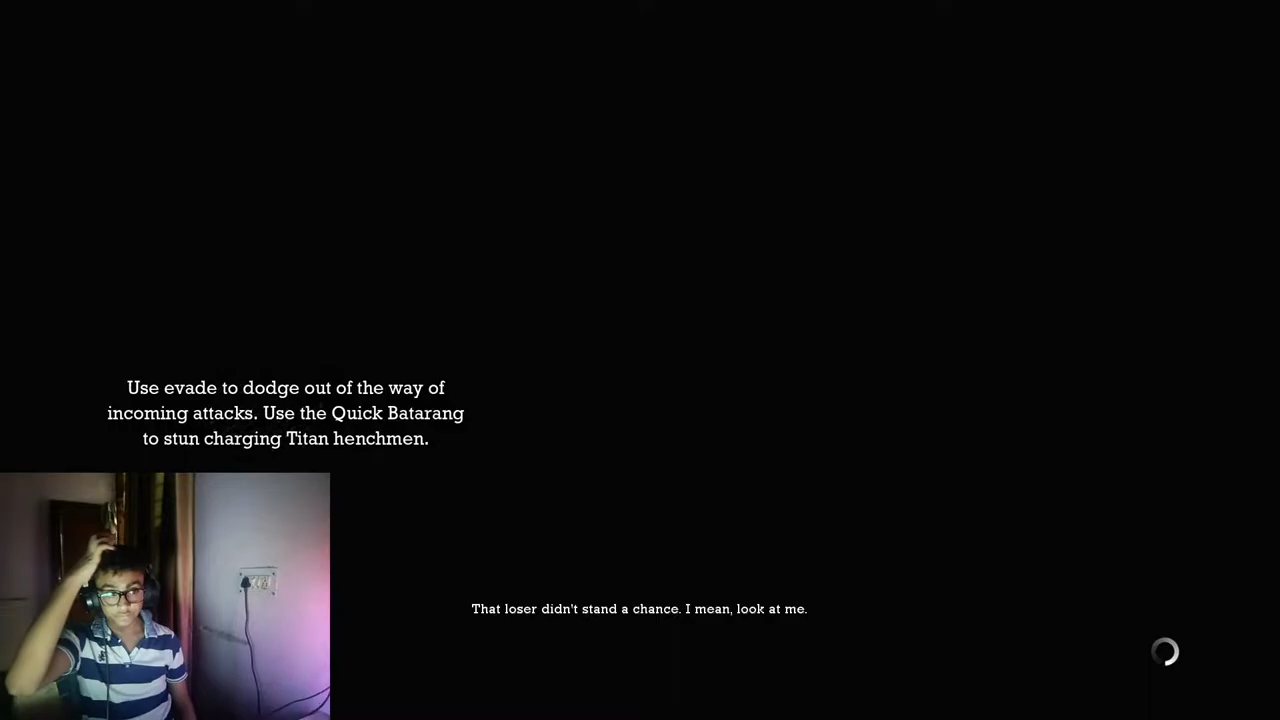 Use evade to dodge out of the way of
incoming attacks. Use the Quick Batarang
to stun charging Titan henchmen.
That loser didn't stand a chance. I mean, look at me.